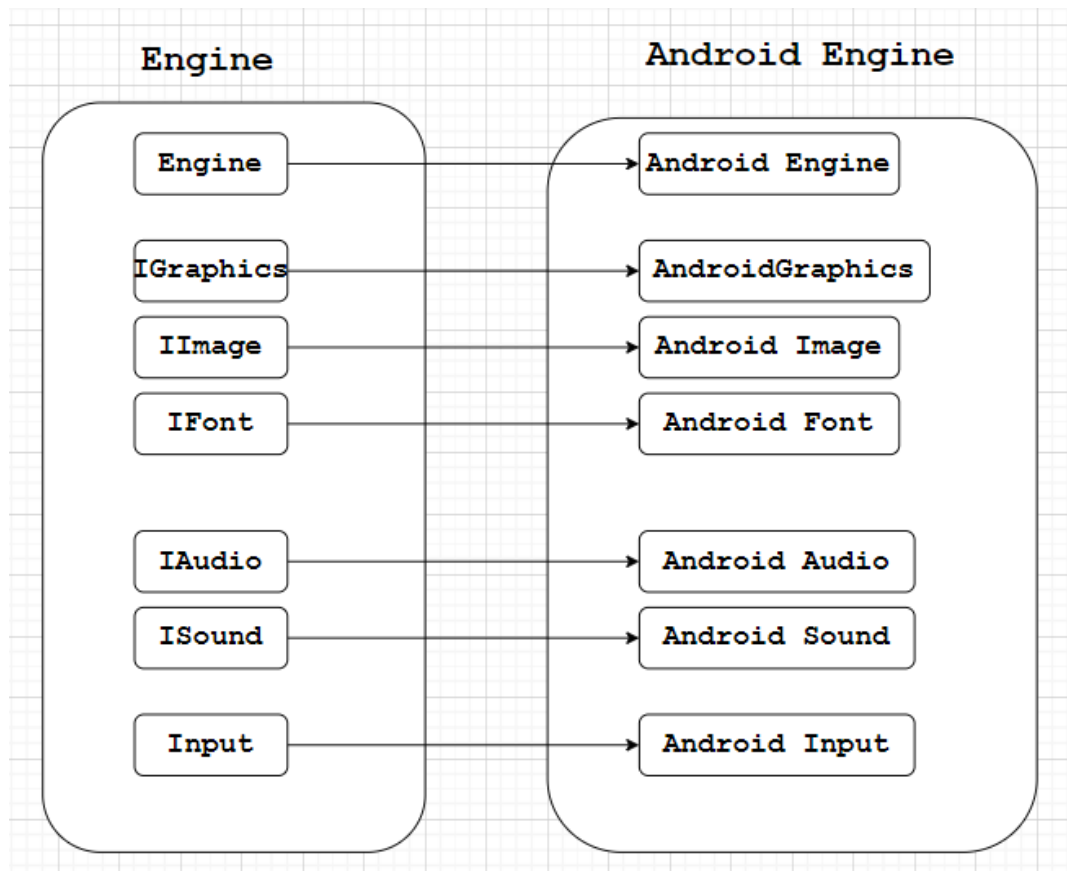 Engine
Android Engine
Engine
Android Engine
IGraphics
AndroidGraphics
IImage
Android Image
IFont
Android Font
IAudio
Android Audio
ISound
Android Sound
Input
Android Input